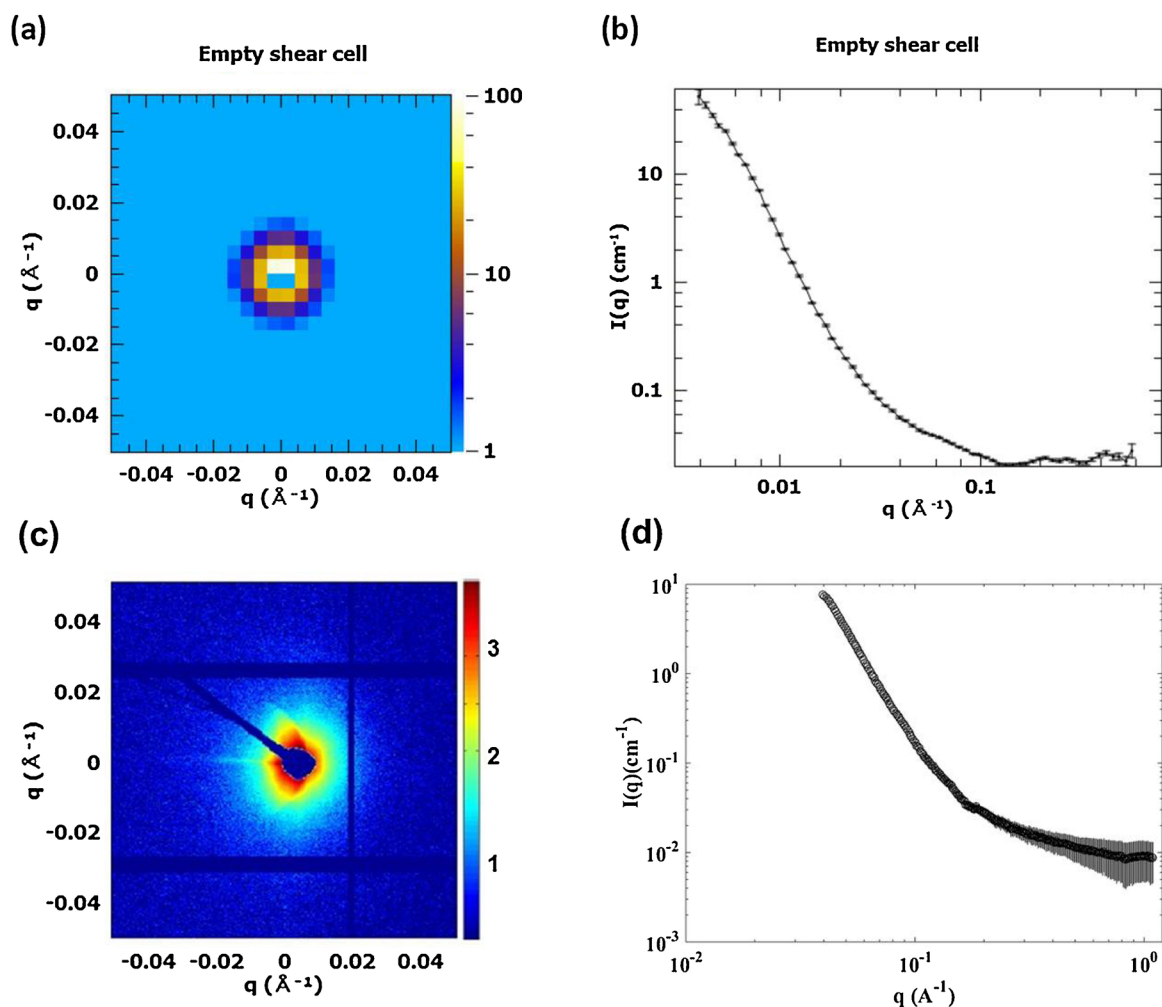 (a)
Empty shear cell
0.04
0.02
0
-0.02
-0.04
q (Å⁻¹)
-0.04 -0.02 0 0.02 0.04
q (Å⁻¹)
100
10
1
(b)
Empty shear cell
10
1
0.1
I(q) (cm⁻¹)
0.01 0.1
q (Å⁻¹)
(c)
0.04
0.02
0
-0.02
-0.04
q (Å⁻¹)
-0.04 -0.02 0 0.02 0.04
q (Å⁻¹)
3
2
1
(d)
10¹
10⁰
10⁻¹
10⁻²
10⁻³
I(q)(cm⁻¹)
10⁻² 10⁻¹ 10⁰
q (A⁻¹)